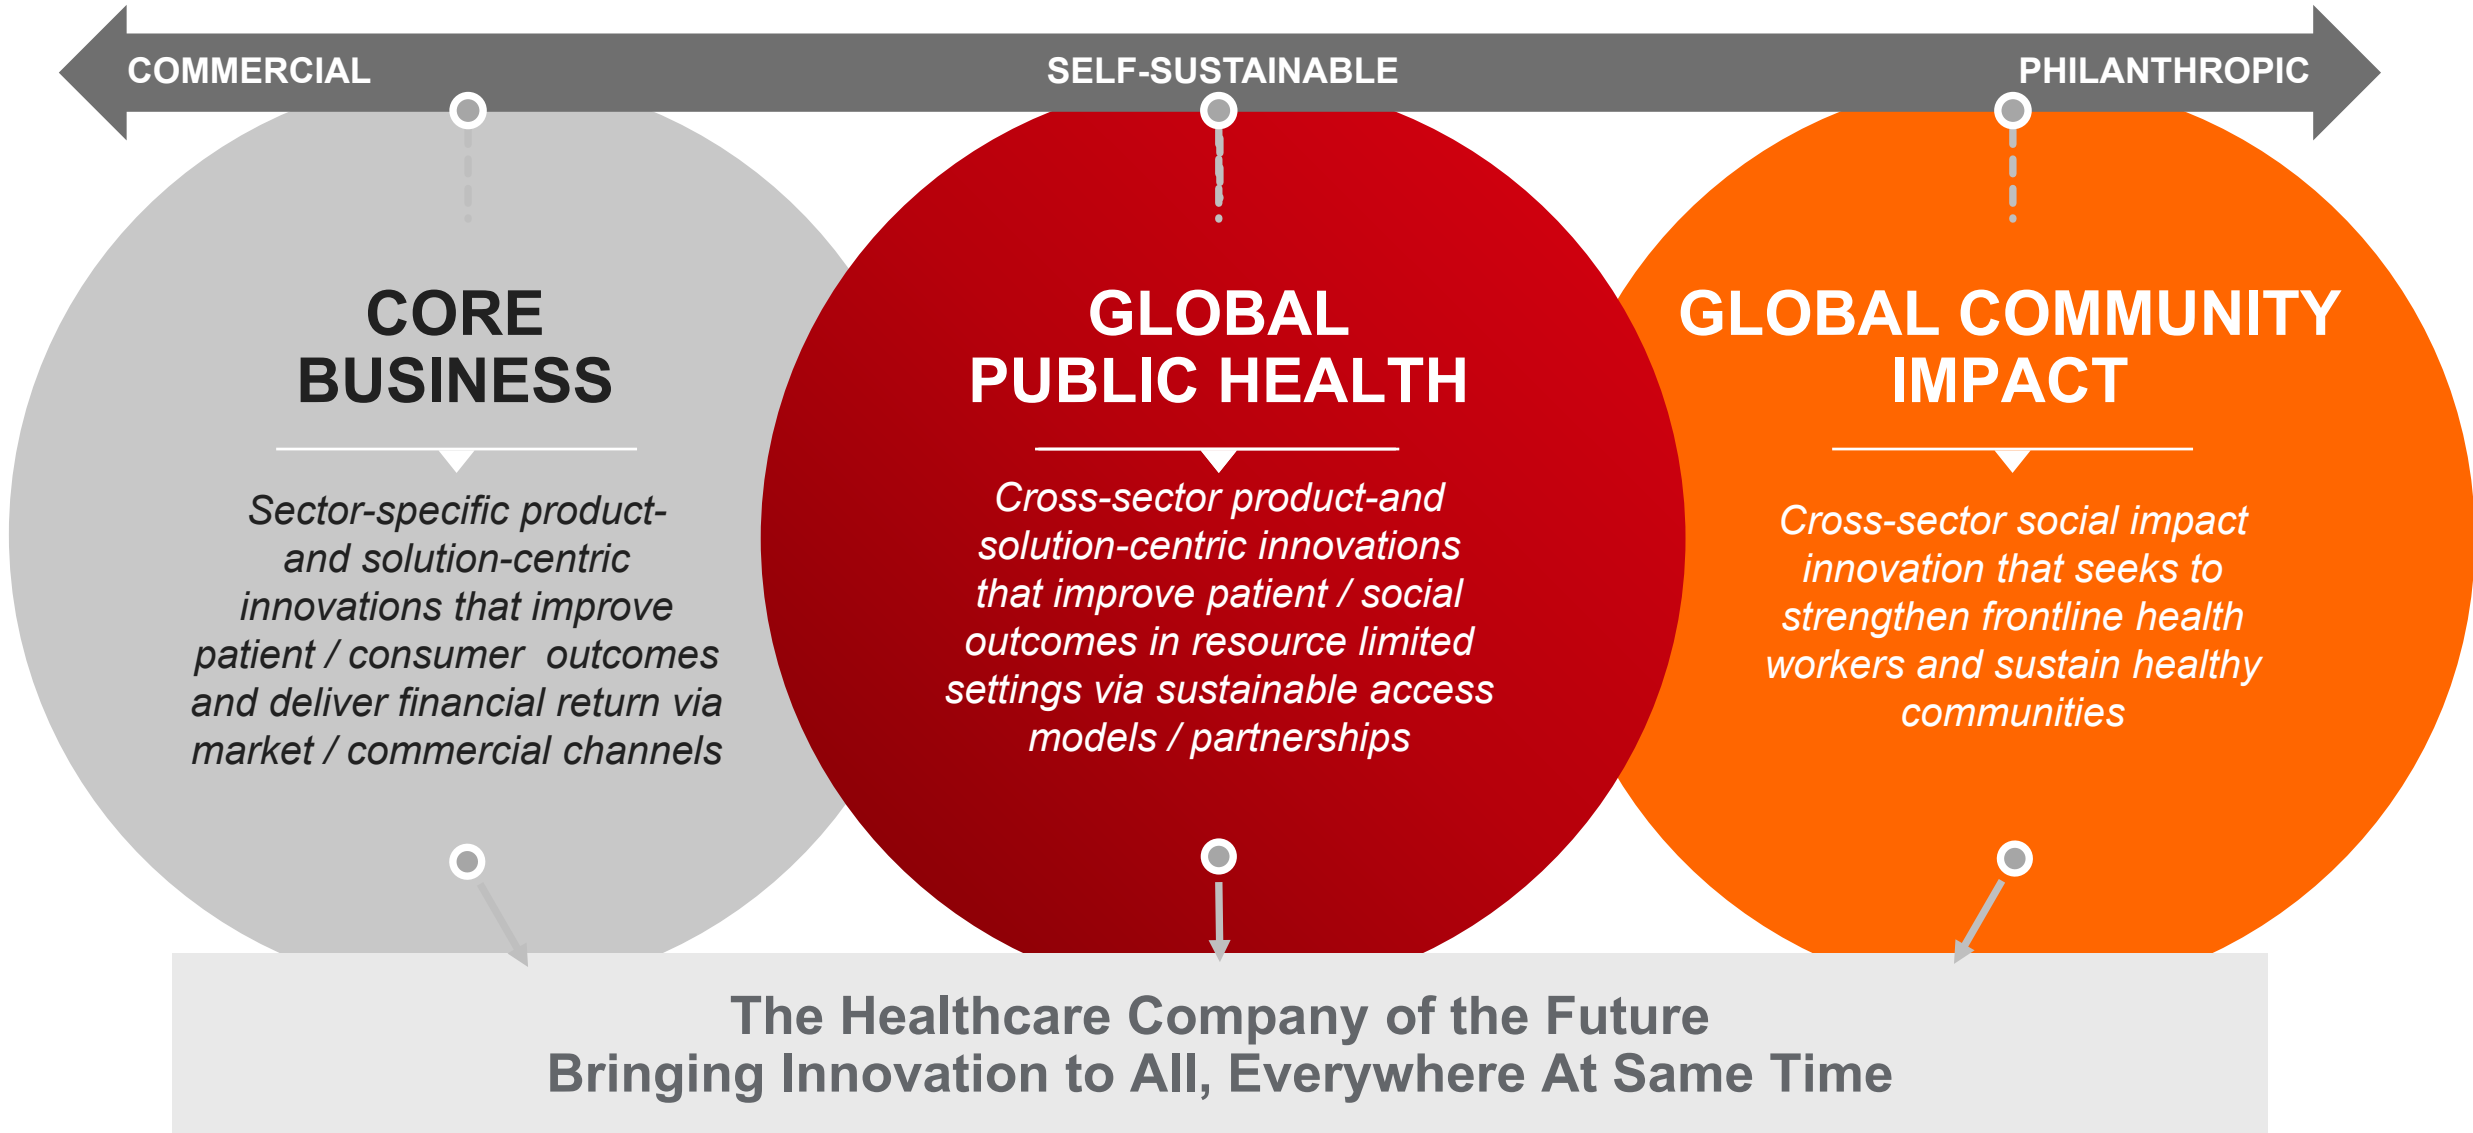 COMMERCIAL
SELF-SUSTAINABLE
PHILANTHROPIC
CORE
BUSINESS
Sector-specific product-
and solution-centric
innovations that improve
patient / consumer  outcomes
and deliver financial return via
market / commercial channels
GLOBAL
PUBLIC HEALTH
Cross-sector product-and
solution-centric innovations
that improve patient / social
outcomes in resource limited
settings via sustainable access
models / partnerships
GLOBAL COMMUNITY
IMPACT
Cross-sector social impact
innovation that seeks to
strengthen frontline health
workers and sustain healthy
communities
The Healthcare Company of the Future
Bringing Innovation to All, Everywhere At Same Time